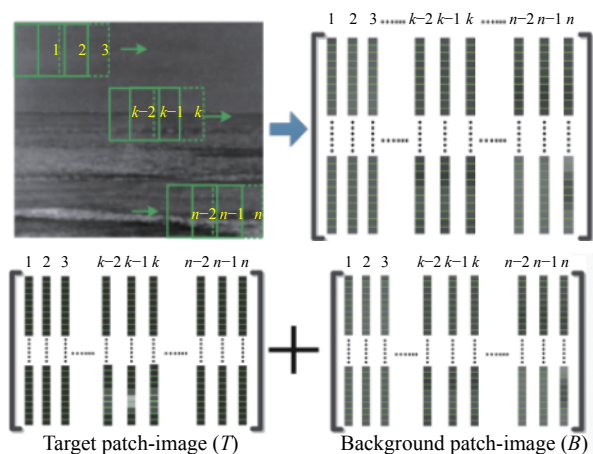 1 2 3
k−2 k−1 k
n−2 n−1 n
1 2 3 ...... k−2 k−1 k ...... n−2 n−1 n
1 2 3 k−2 k−1 k n−2 n−1 n
1 2 3 k−2 k−1 k n−2 n−1 n
Target patch-image (T)
Background patch-image (B)